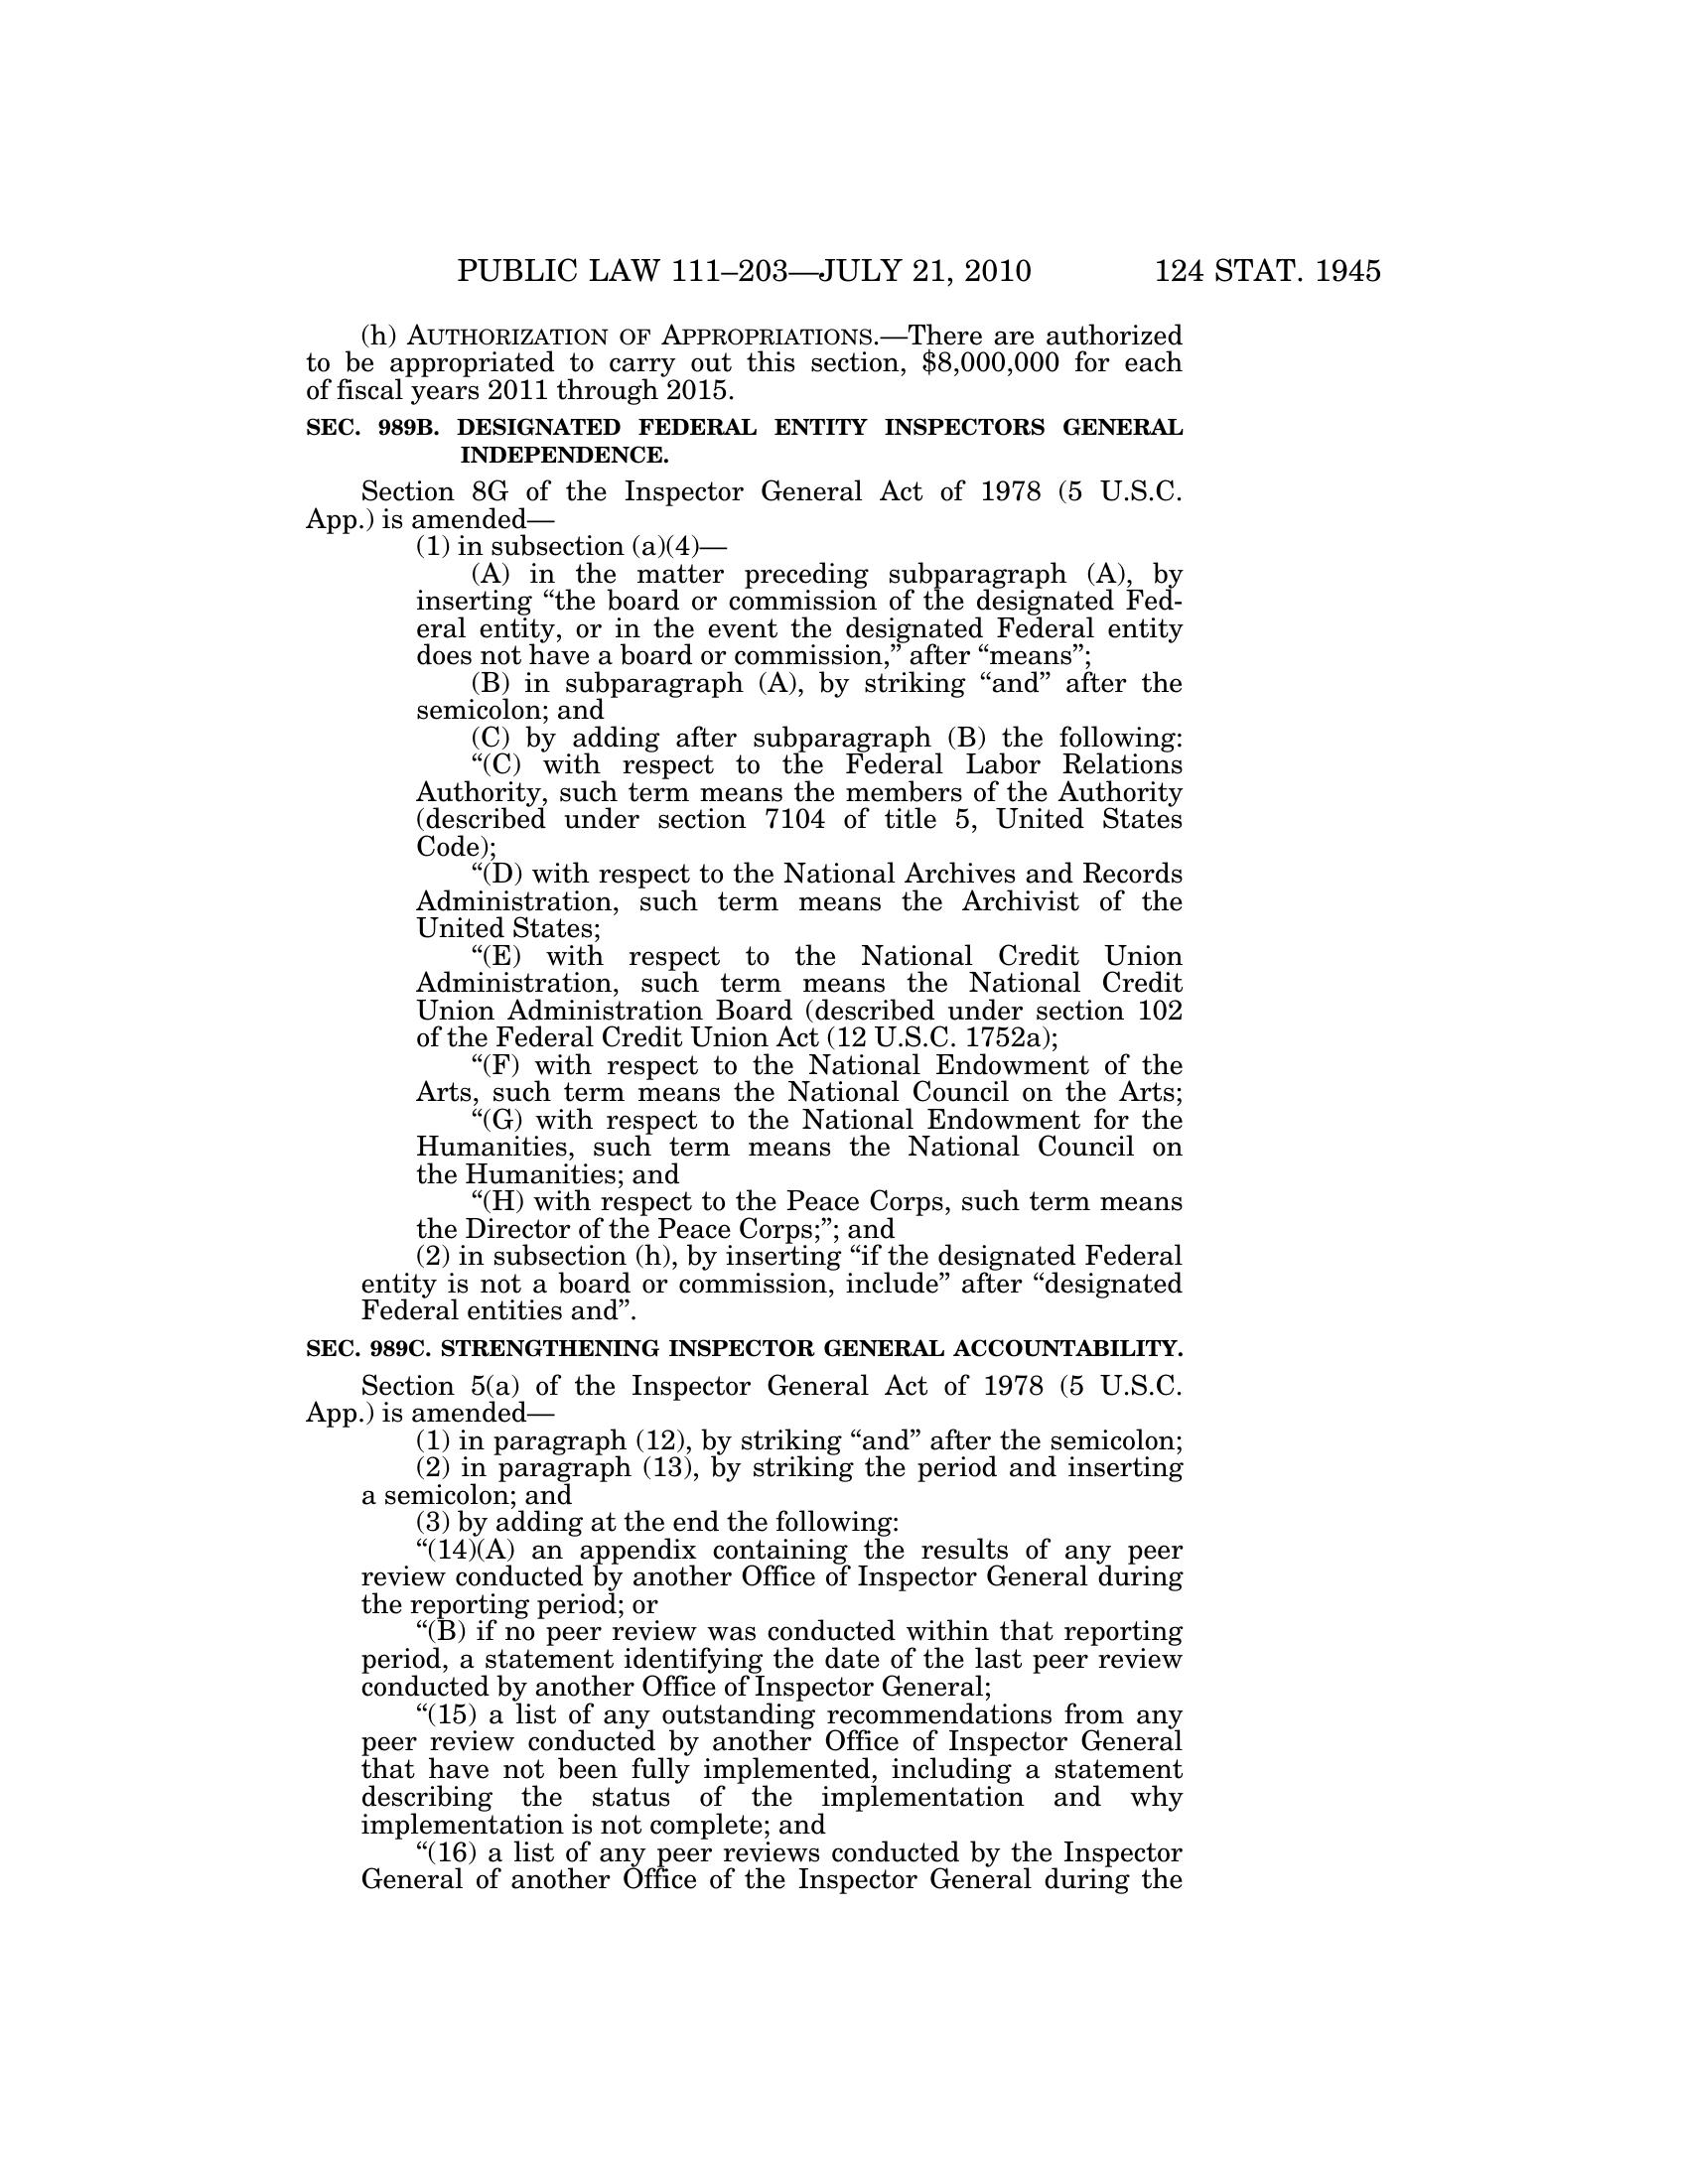 PUBLIC LAW 111–203—JULY 21, 2010 124 STAT. 1945
(h) AUTHORIZATION OF APPROPRIATIONS.—There are authorized
to be appropriated to carry out this section, $8,000,000 for each
of fiscal years 2011 through 2015.
SEC. 989B. DESIGNATED FEDERAL ENTITY INSPECTORS GENERAL
INDEPENDENCE.
Section 8G of the Inspector General Act of 1978 (5 U.S.C.
App.) is amended—
(1) in subsection (a)(4)—
(A) in the matter preceding subparagraph (A), by
inserting “the board or commission of the designated Fed-
eral entity, or in the event the designated Federal entity
does not have a board or commission,” after “means”;
(B) in subparagraph (A), by striking “and” after the
semicolon; and
(C) by adding after subparagraph (B) the following:
“(C) with respect to the Federal Labor Relations
Authority, such term means the members of the Authority
(described under section 7104 of title 5, United States
Code);
“(D) with respect to the National Archives and Records
Administration, such term means the Archivist of the
United States;
“(E) with respect to the National Credit Union
Administration, such term means the National Credit
Union Administration Board (described under section 102
of the Federal Credit Union Act (12 U.S.C. 1752a);
“(F) with respect to the National Endowment of the
Arts, such term means the National Council on the Arts;
“(G) with respect to the National Endowment for the
Humanities, such term means the National Council on
the Humanities; and
“(H) with respect to the Peace Corps, such term means
the Director of the Peace Corps;”; and
(2) in subsection (h), by inserting “if the designated Federal
entity is not a board or commission, include” after “designated
Federal entities and”.
SEC. 989C. STRENGTHENING INSPECTOR GENERAL ACCOUNTABILITY.
Section 5(a) of the Inspector General Act of 1978 (5 U.S.C.
App.) is amended—
(1) in paragraph (12), by striking “and” after the semicolon;
(2) in paragraph (13), by striking the period and inserting
a semicolon; and
(3) by adding at the end the following:
“(14)(A) an appendix containing the results of any peer
review conducted by another Office of Inspector General during
the reporting period; or
“(B) if no peer review was conducted within that reporting
period, a statement identifying the date of the last peer review
conducted by another Office of Inspector General;
“(15) a list of any outstanding recommendations from any
peer review conducted by another Office of Inspector General
that have not been fully implemented, including a statement
describing the status of the implementation and why
implementation is not complete; and
“(16) a list of any peer reviews conducted by the Inspector
General of another Office of the Inspector General during the